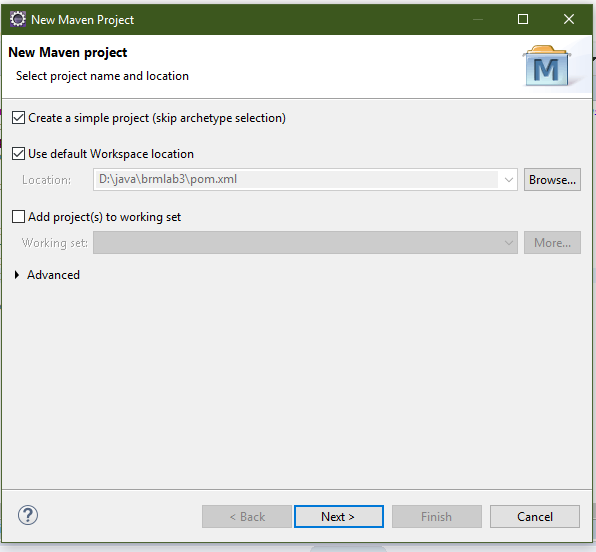 New Maven Project
New Maven project
Select project name and location
M
Create a simple project (skip archetype selection)
Use default Workspace location
Location: D:\java\brmlab3\pom.xml Browse...
Add project(s) to working set
Working set: More...
Advanced
? < Back Next > Finish Cancel